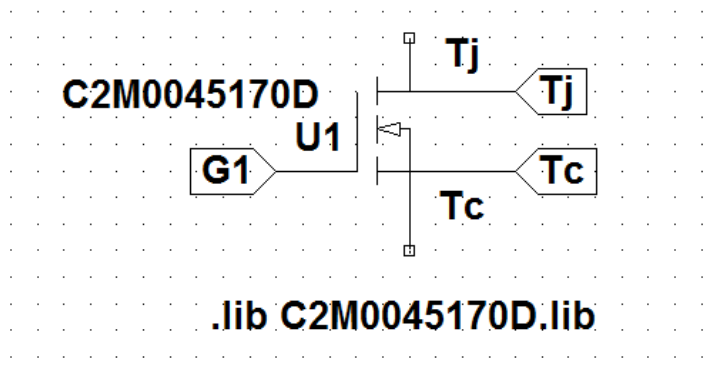 Tj
C2M0045170D
Tj
U1
G1
Tc
Tc
.lib C2M0045170D.lib